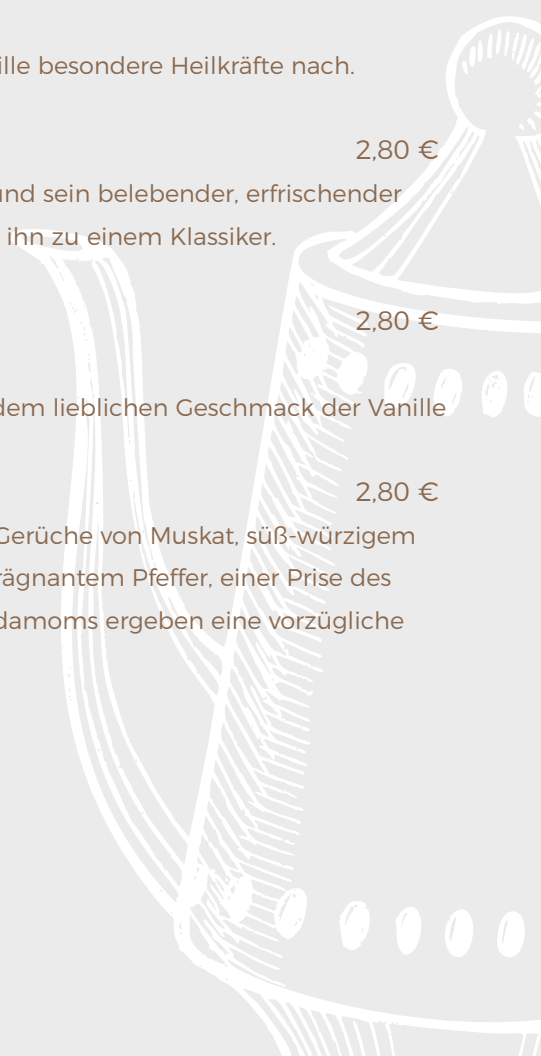 ille besondere Heilkräfte nach.
2,80 €
und sein belebender, erfrischender
ihn zu einem Klassiker.
2,80 €
dem lieblichen Geschmack der Vanille
2,80 €
Gerüche von Muskat, süß-würzigem
rägnantem Pfeffer, einer Prise des
damoms ergeben eine vorzügliche